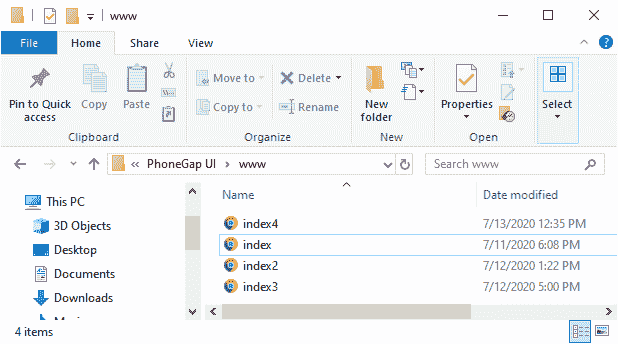 www
File Home Share View
Pin to Quick access
Copy
Paste
Move to
Copy to
Delete
Rename
New folder
Properties
Select
Clipboard Organize New Open
« PhoneGap UI › www
Search www
This PC
3D Objects
Desktop
Documents
Downloads
Name Date modified
index4 7/13/2020 12:35 PM
index 7/11/2020 6:08 PM
index2 7/12/2020 1:22 PM
index3 7/12/2020 5:00 PM
4 items